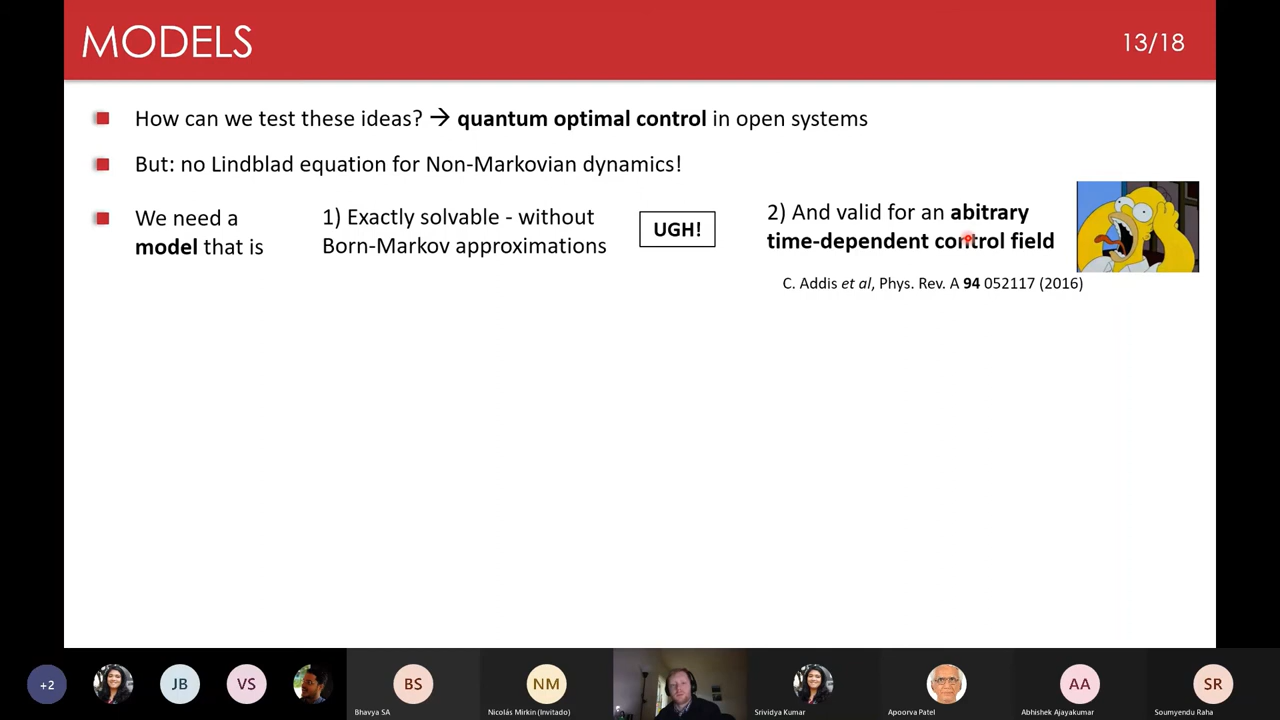 MODELS
13/18
How can we test these ideas? → quantum optimal control in open systems
But: no Lindblad equation for Non-Markovian dynamics!
We need a
model that is
1) Exactly solvable - without
Born-Markov approximations
UGH!
2) And valid for an abitrary
time-dependent control field
C. Addis et al, Phys. Rev. A 94 052117 (2016)
+2
JB
VS
BS
Bhavya SA
NM
Nicolás Mirkin (Invitado)
Srividya Kumar
Apoorva Patel
AA
Abhishek Ajayakumar
SR
Soumyendu Raha